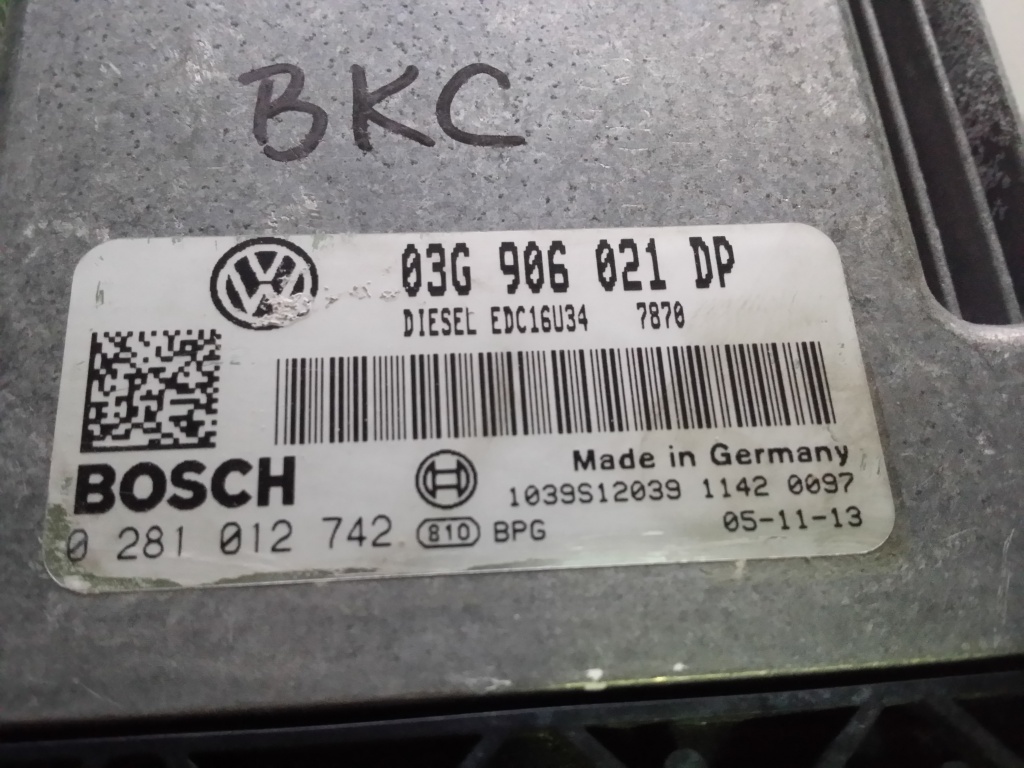 BKC
03G 906 021 DP
DIESEL EDC16U34 7870
BOSCH
Made in Germany
1039S12039 1142 0097
0 281 012 742 810 BPG 05-11-13